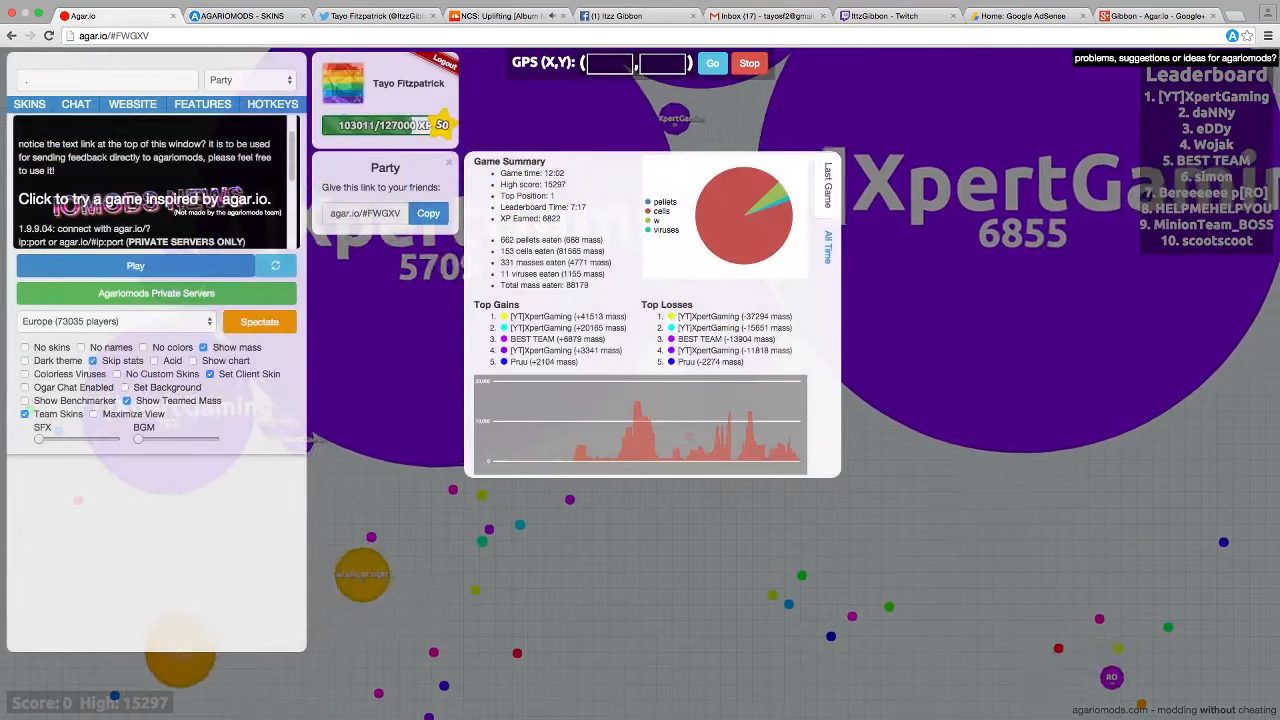 Agar.io
AGARIOMODS - SKINS
Tayo Fitzpatrick (@ItzzGibb
NCS: Uplifting [Album M
(1) Itzz Gibbon
Inbox (17) - tayosf2@gmail
ItzzGibbon - Twitch
Home: Google AdSense
Gibbon - Agar.io - Google+
agar.io/#FWGXV
problems, suggestions or ideas for agariomods?
GPS (X,Y): ( , ) Go Stop
. Party
SKINS CHAT WEBSITE FEATURES HOTKEYS
notice the text link at the top of this window? it is to be used
for sending feedback directly to agariomods, please feel free
to use it!
Click to try a game inspired by agar.io.
(Not made by the agariomods team)
1.9.9.04: connect with agar.io/?
ip:port or agar.io/#ip:port (PRIVATE SERVERS ONLY)
Play
Agariomods Private Servers
Europe (73035 players) Spectate
No skins No names No colors Show mass
Dark theme Skip stats Acid Show chart
Colorless Viruses No Custom Skins Set Client Skin
Ogar Chat Enabled Set Background
Show Benchmarker Show Teamed Mass
Team Skins Maximize View
SFX BGM
Logout
Tayo Fitzpatrick
103011/127000 XP 50
Party
Give this link to your friends:
agar.io/#FWGXV Copy
Game Summary
Game time: 12:02
High score: 15297
Top Position: 1
Leaderboard Time: 7:17
XP Earned: 6822
662 pellets eaten (688 mass)
153 cells eaten (81565 mass)
331 masses eaten (4771 mass)
11 viruses eaten (1155 mass)
Total mass eaten: 88179
pellets
cells
w
viruses
Last Game
All Time
Top Gains
1. [YT]XpertGaming (+41513 mass)
2. [YT]XpertGaming (+20165 mass)
3. BEST TEAM (+6879 mass)
4. [YT]XpertGaming (+3341 mass)
5. Pruu (+2104 mass)
Top Losses
1. [YT]XpertGaming (-37294 mass)
2. [YT]XpertGaming (-15651 mass)
3. BEST TEAM (-13904 mass)
4. [YT]XpertGaming (-11818 mass)
5. Pruu (-2274 mass)
20,000
10,000
0
Leaderboard
1. [YT]XpertGaming
2. daNNy
3. eDDy
4. Wojak
5. BEST TEAM
6. simon
7. Bereeeeee p[RO]
8. HELPMEHELPYOU
9. MinionTeam_BOSS
10. scootscoot
]XpertGaming
6855
XpertGaming
RO
Score: 0 High: 15297
agariomods.com - modding without cheating